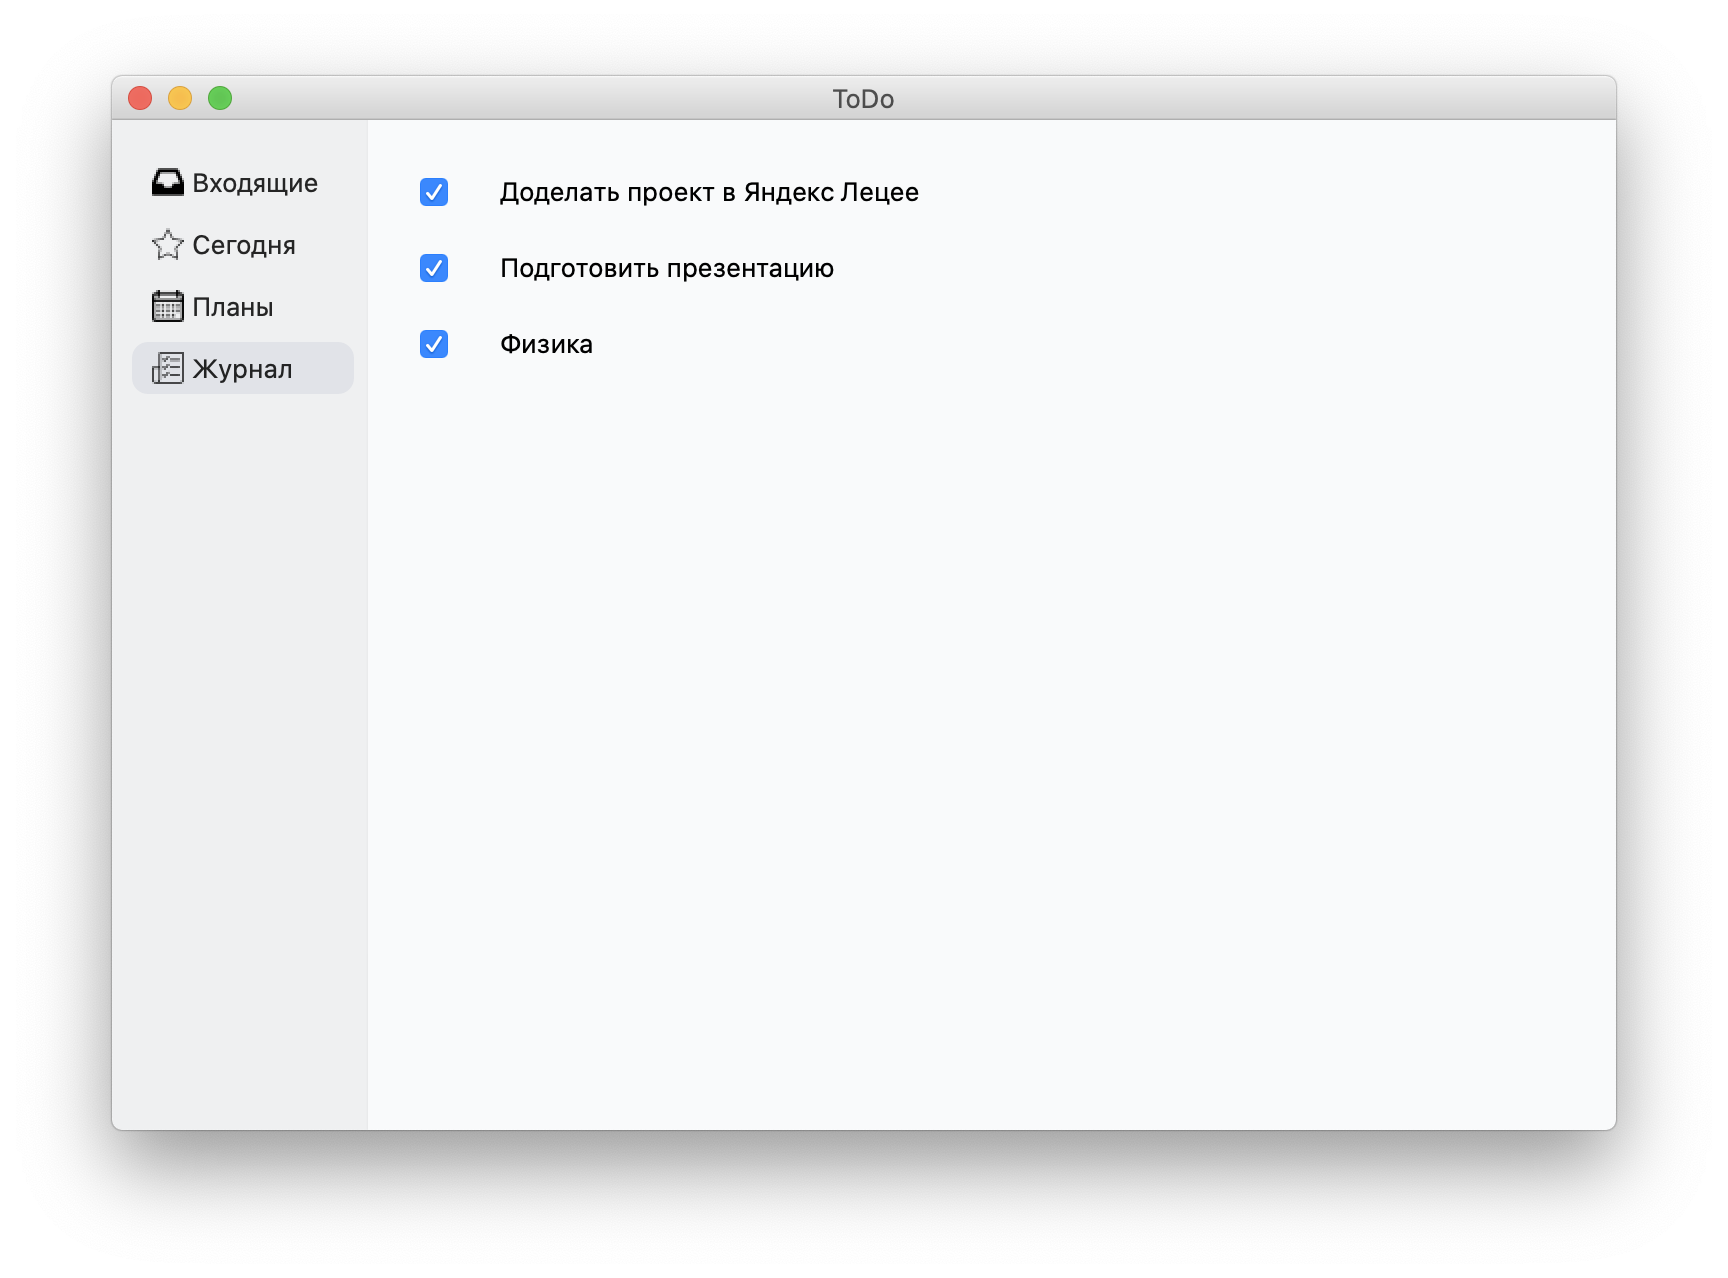 ToDo
Входящие
Сегодня
Планы
Журнал
Доделать проект в Яндекс Лецее
Подготовить презентацию
Физика